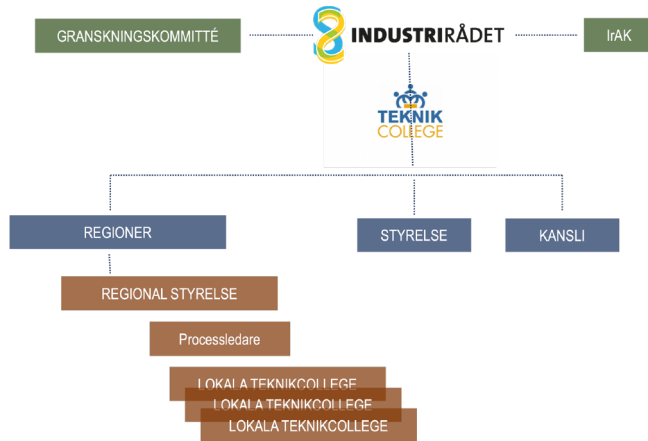 GRANSKNINGSKOMMITTÉ
INDUSTRIRÅDET
IrAK
TEKNIK
COLLEGE
REGIONER
STYRELSE
KANSLI
REGIONAL STYRELSE
Processledare
LOKALA TEKNIKCOLLEGE
LOKALA TEKNIKCOLLEGE
LOKALA TEKNIKCOLLEGE